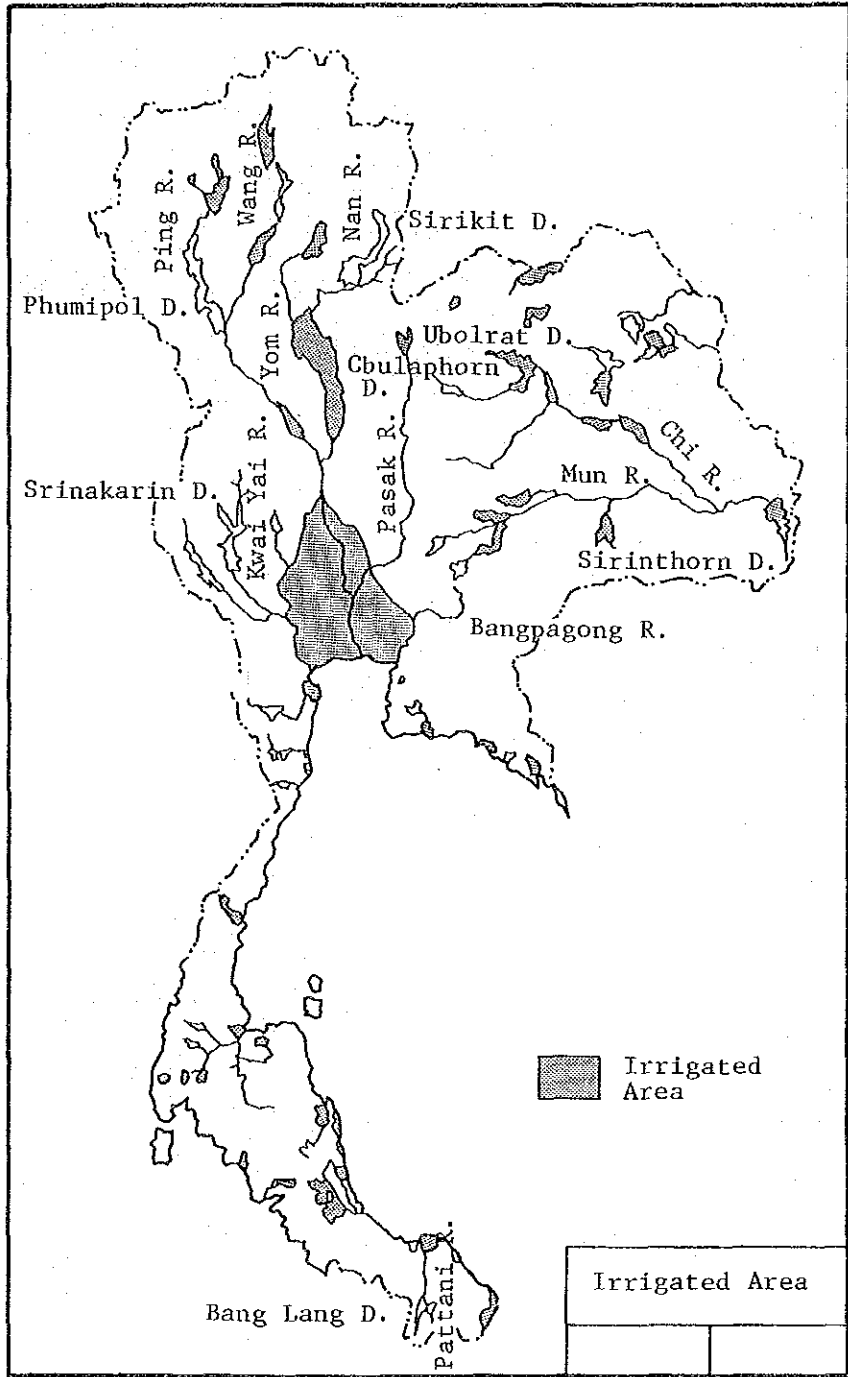 Ping R.
Wang R.
Nan R.
Sirikit D.
Phumipol D.
Yom R.
Ubolrat D.
Cbulaphorn
D.
Pasak R.
Chi R.
Srinakarin D.
Kwai Yai R.
Mun R.
Sirinthorn D.
Bangpagong R.
Irrigated
Area
Bang Lang D.
Pattani R.
Irrigated Area